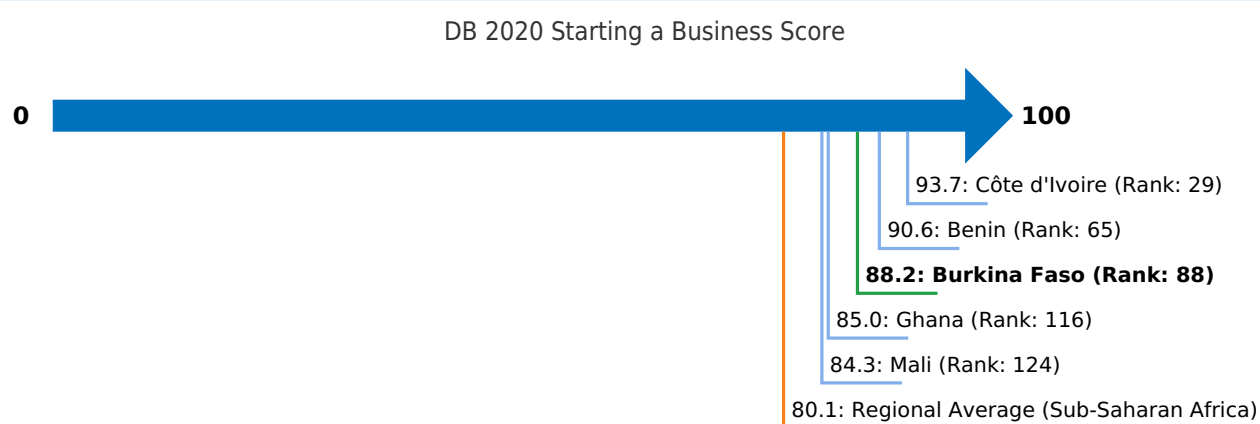 DB 2020 Starting a Business Score
0
100
93.7: Côte d'Ivoire (Rank: 29)
90.6: Benin (Rank: 65)
88.2: Burkina Faso (Rank: 88)
85.0: Ghana (Rank: 116)
84.3: Mali (Rank: 124)
80.1: Regional Average (Sub-Saharan Africa)